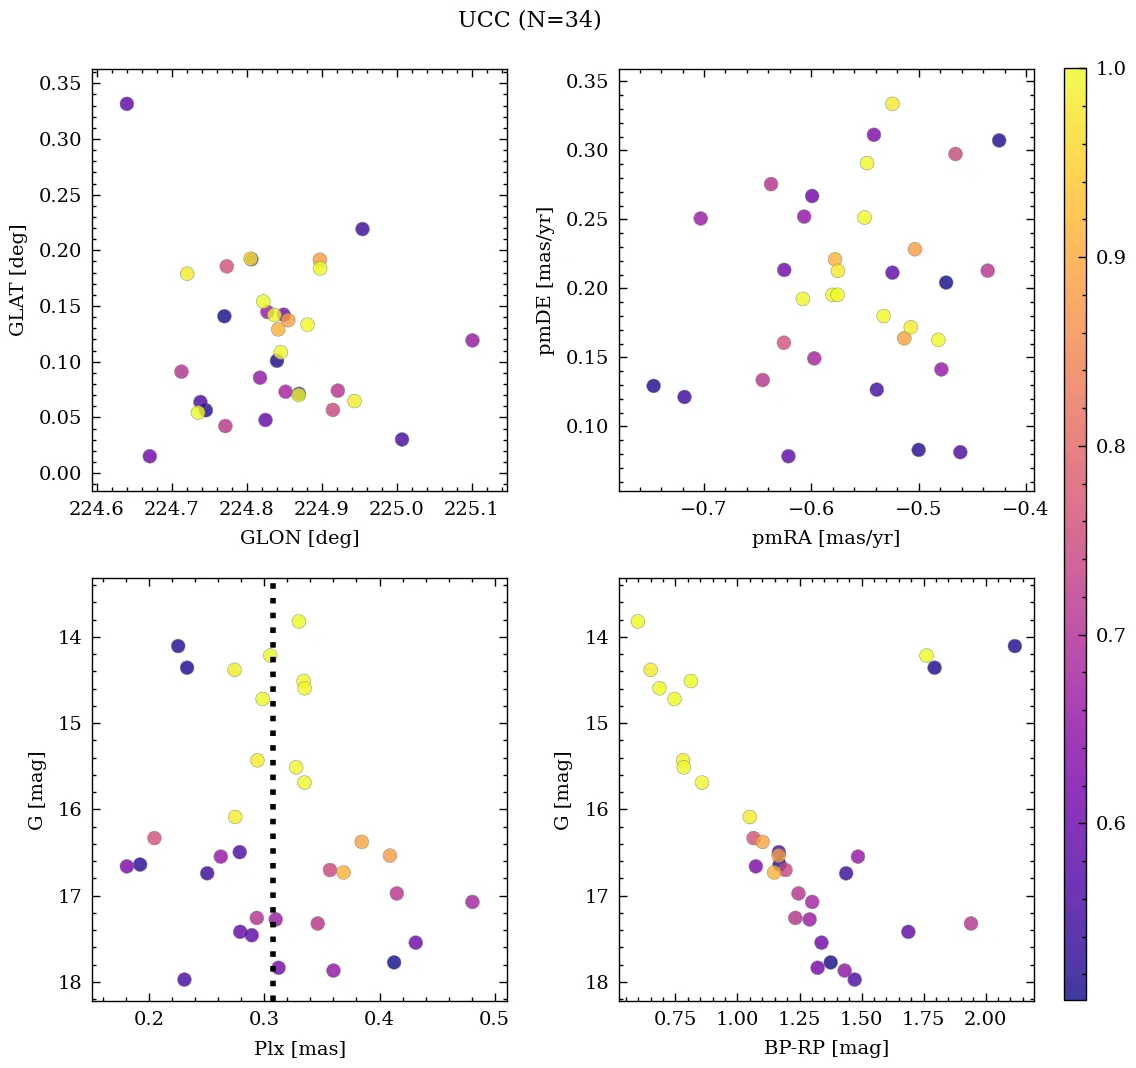 UCC (N=34)
0.35
0.30
0.25
0.20
0.15
0.10
0.05
0.00
GLAT [deg]
224.6 224.7 224.8 224.9 225.0 225.1
GLON [deg]
0.35
0.30
0.25
0.20
0.15
0.10
pmDE [mas/yr]
−0.7 −0.6 −0.5 −0.4
pmRA [mas/yr]
1.0
0.9
0.8
0.7
0.6
14
15
16
17
18
G [mag]
0.2 0.3 0.4 0.5
Plx [mas]
14
15
16
17
18
G [mag]
0.75 1.00 1.25 1.50 1.75 2.00
BP-RP [mag]